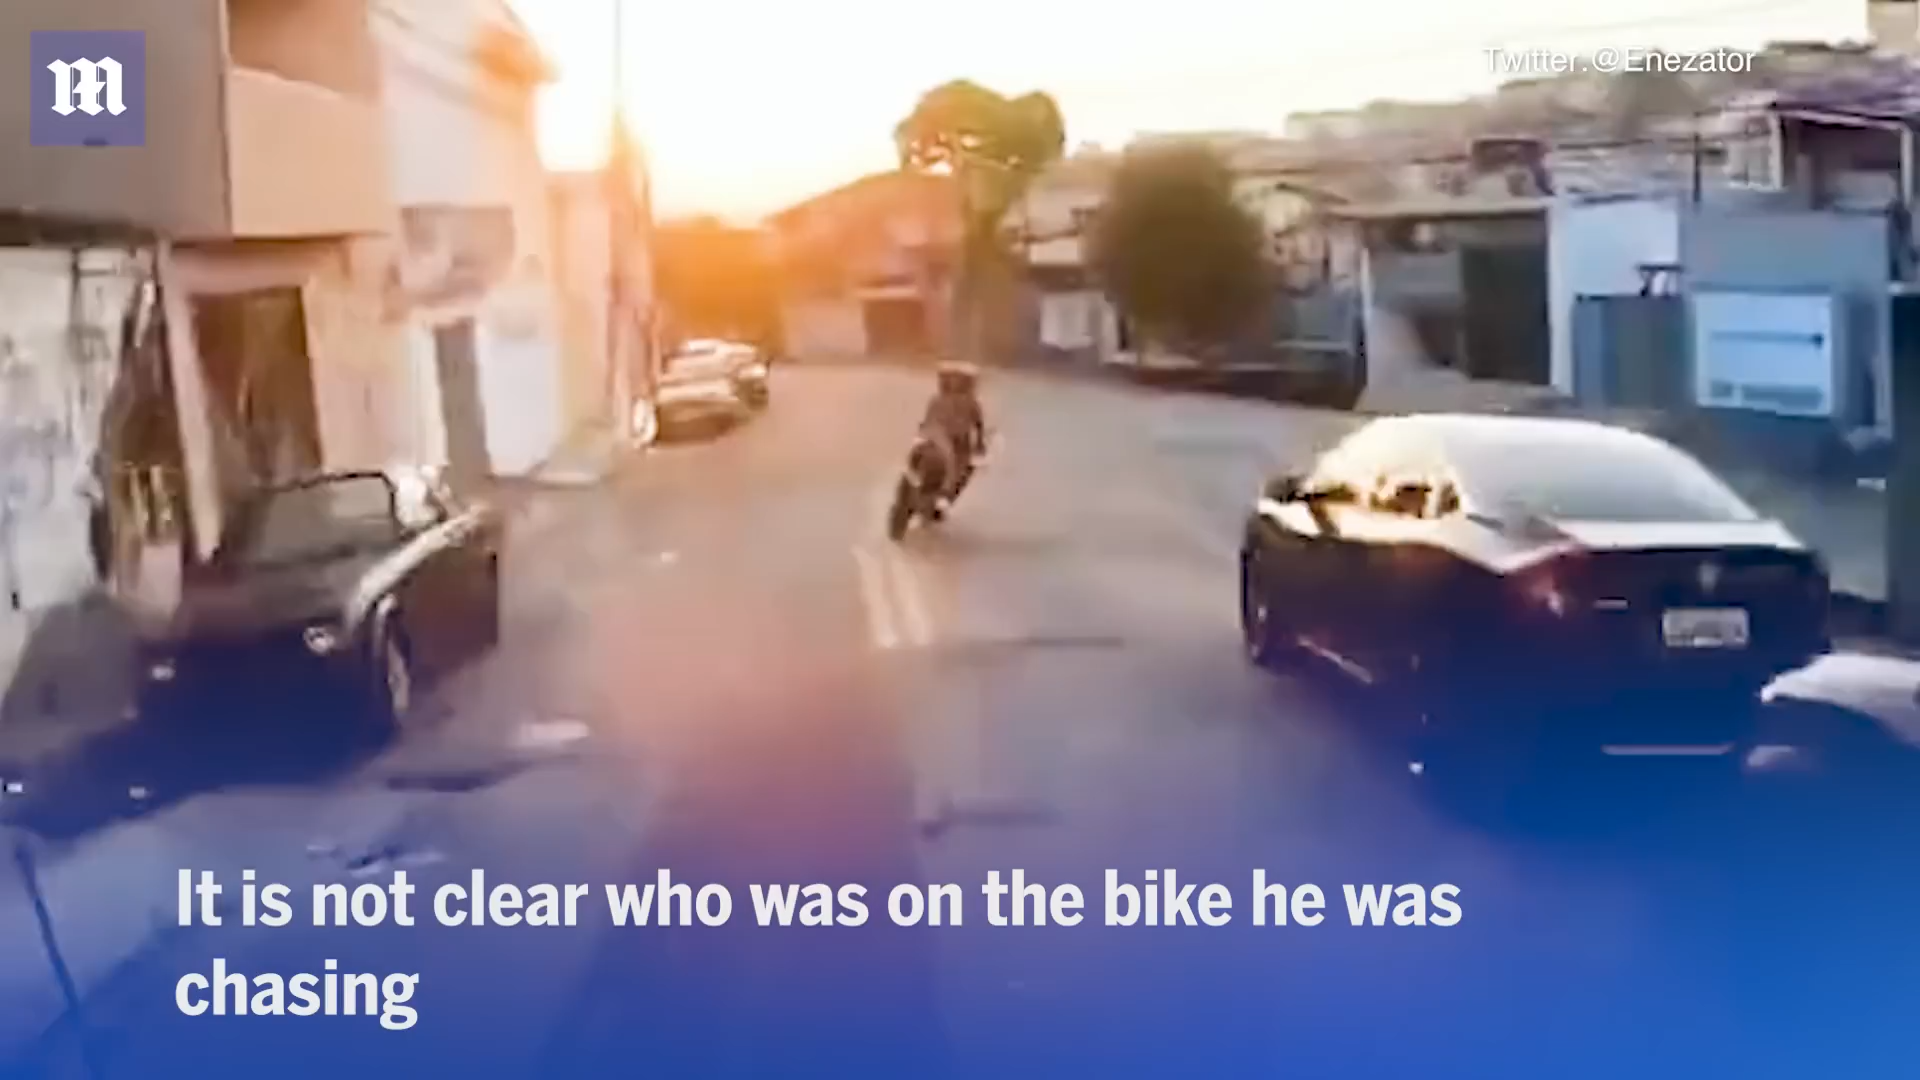 Twitter.@Enezator
It is not clear who was on the bike he was
chasing